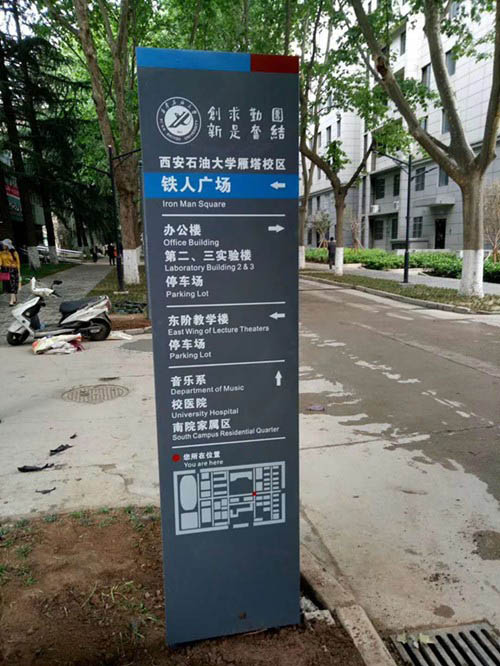 創 求 勤 團
新 是 奮 結
西安石油大学雁塔校区
铁人广场
Iron Man Square
办公楼
Office Building
第二、三实验楼
Laboratory Building 2 & 3
停车场
Parking Lot
东阶教学楼
East Wing of Lecture Theaters
停车场
Parking Lot
音乐系
Department of Music
校医院
University Hospital
南院家属区
South Campus Residential Quarter
您所在位置
You are here